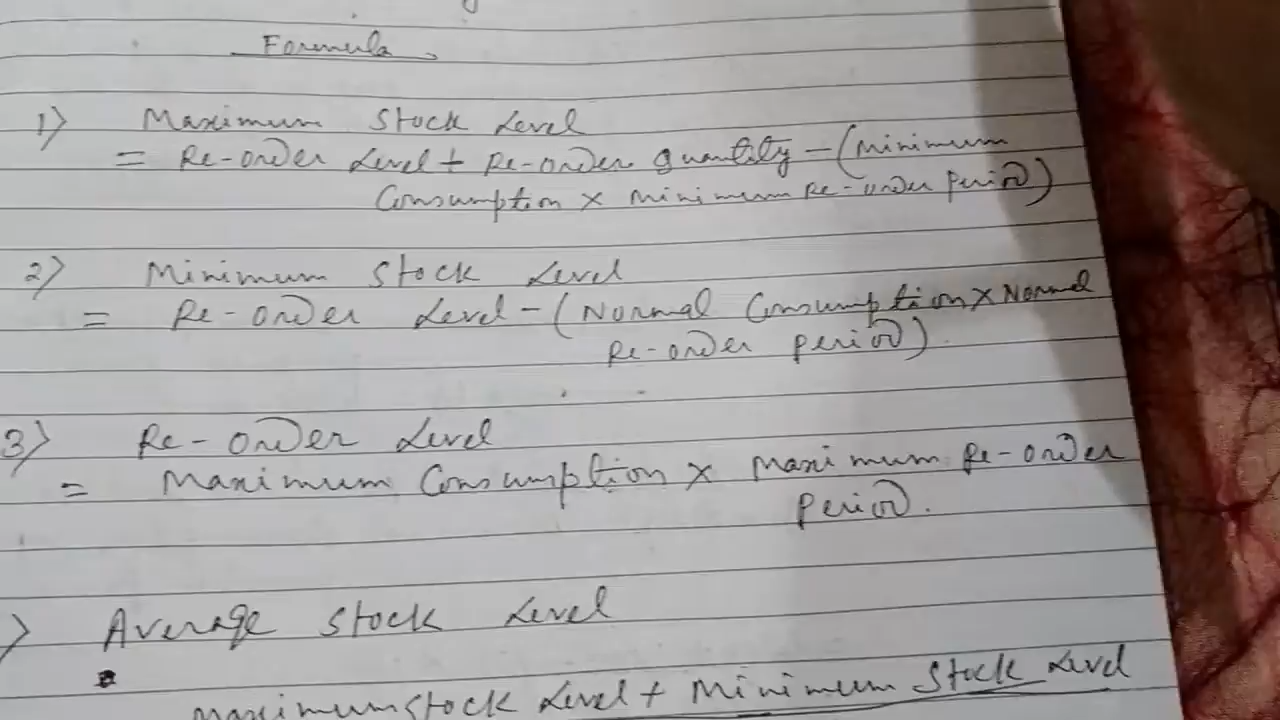 Formula
1) Maximum Stock Level
= Re-order Level + Re-order quantity - (Minimum
Consumption x Minimum Re-order Period)
2) Minimum Stock Level
= Re-order Level - (Normal Consumption x Normal
Re-order period).
3) Re-order Level
= Maximum Consumption x Maximum Re-order
Period.
) Average Stock Level
Maximum Stock Level + Minimum Stock Level